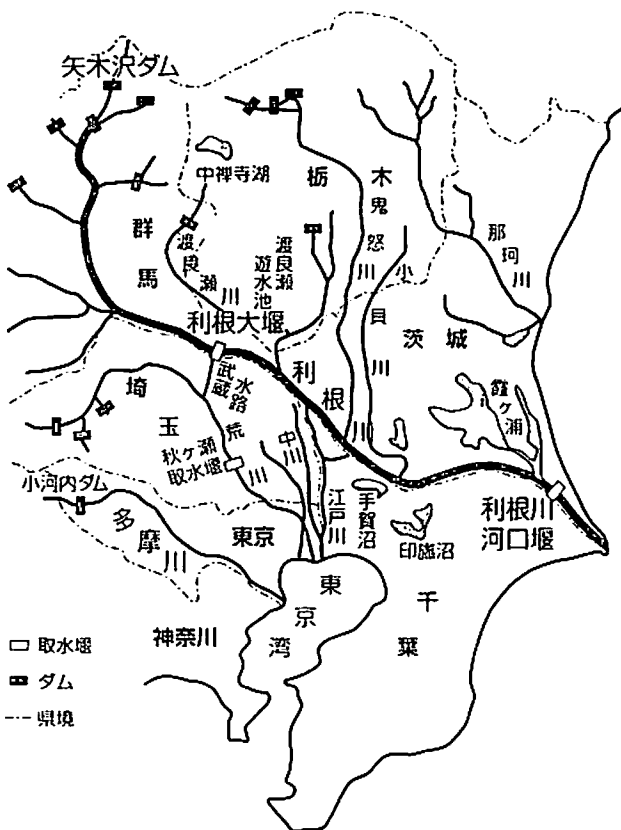 矢木沢ダム
中禅寺湖
栃木
鬼怒川
小貝川
那珂川
群馬
渡良瀬川
渡良瀬
遊水池
利根大堰
茨城
霞ヶ浦
利根川
武蔵水路
埼玉
荒川
秋ヶ瀬
取水堰
中川
江戸川
手賀沼
印旛沼
利根川
河口堰
小河内ダム
多摩川
東京
東京湾
千葉
神奈川
取水堰
ダム
県境